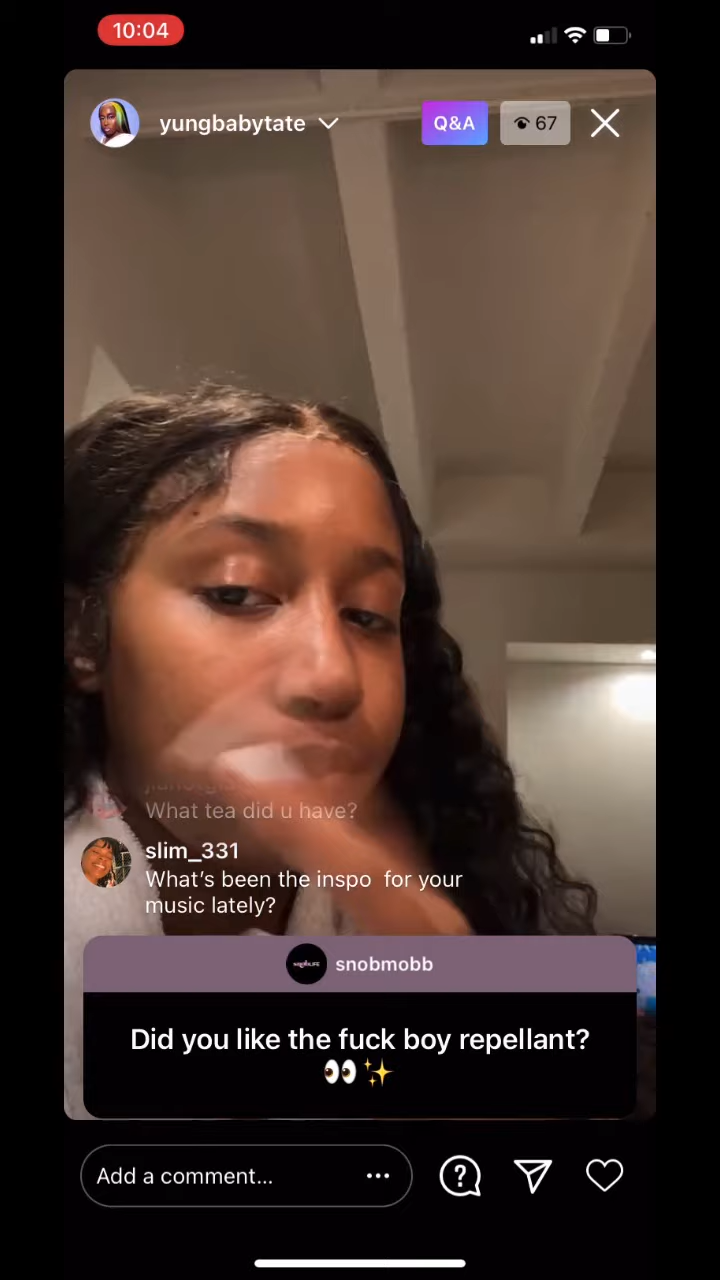 10:04
yungbabytate
Q&A
67
What tea did u have?
slim_331
What's been the inspo for your
music lately?
snobmobb
Did you like the fuck boy repellant?
👀✨
Add a comment...